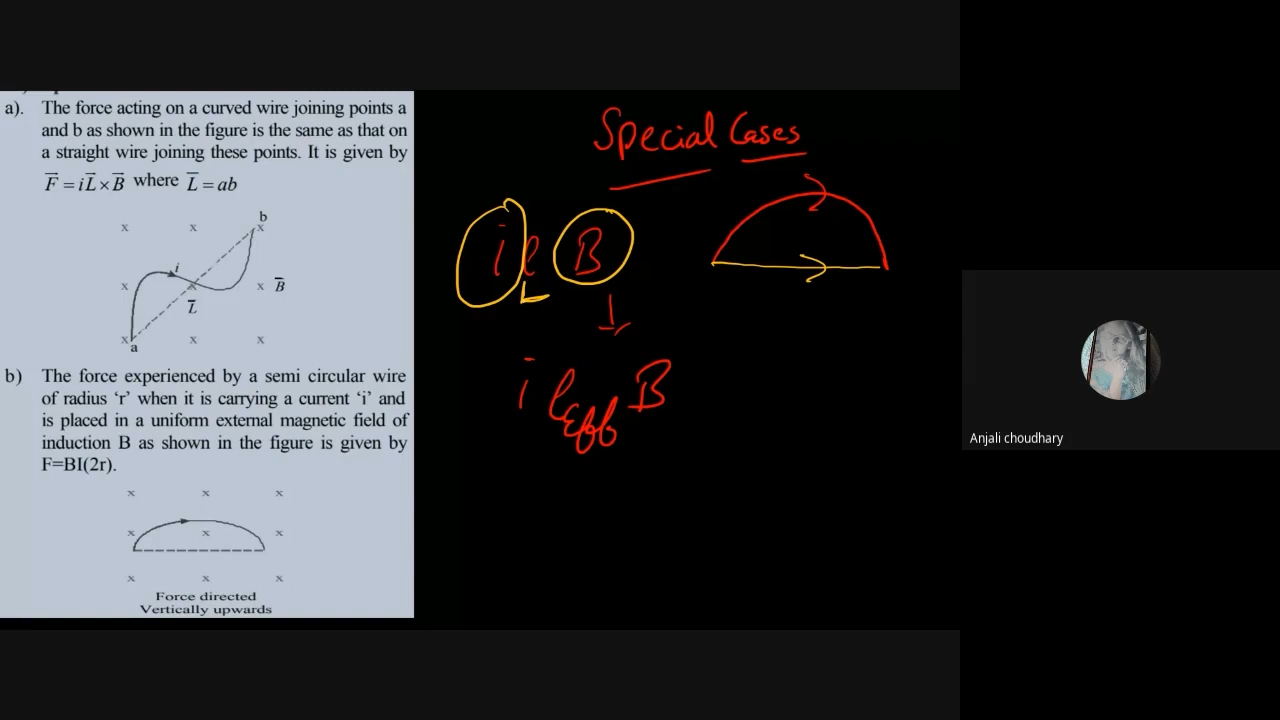 a). The force acting on a curved wire joining points a
and b as shown in the figure is the same as that on
a straight wire joining these points. It is given by
F̅ = iL̅ × B̅ where L̅ = ab
x x x b
i
x x x B̅
L̅
x x x
a
b) The force experienced by a semi circular wire
of radius ‘r’ when it is carrying a current ‘i’ and
is placed in a uniform external magnetic field of
induction B as shown in the figure is given by
F=BI(2r).
x x x
x x x
x x x
Force directed
Vertically upwards
Special Cases
i l B
L
i lEff B
Anjali choudhary